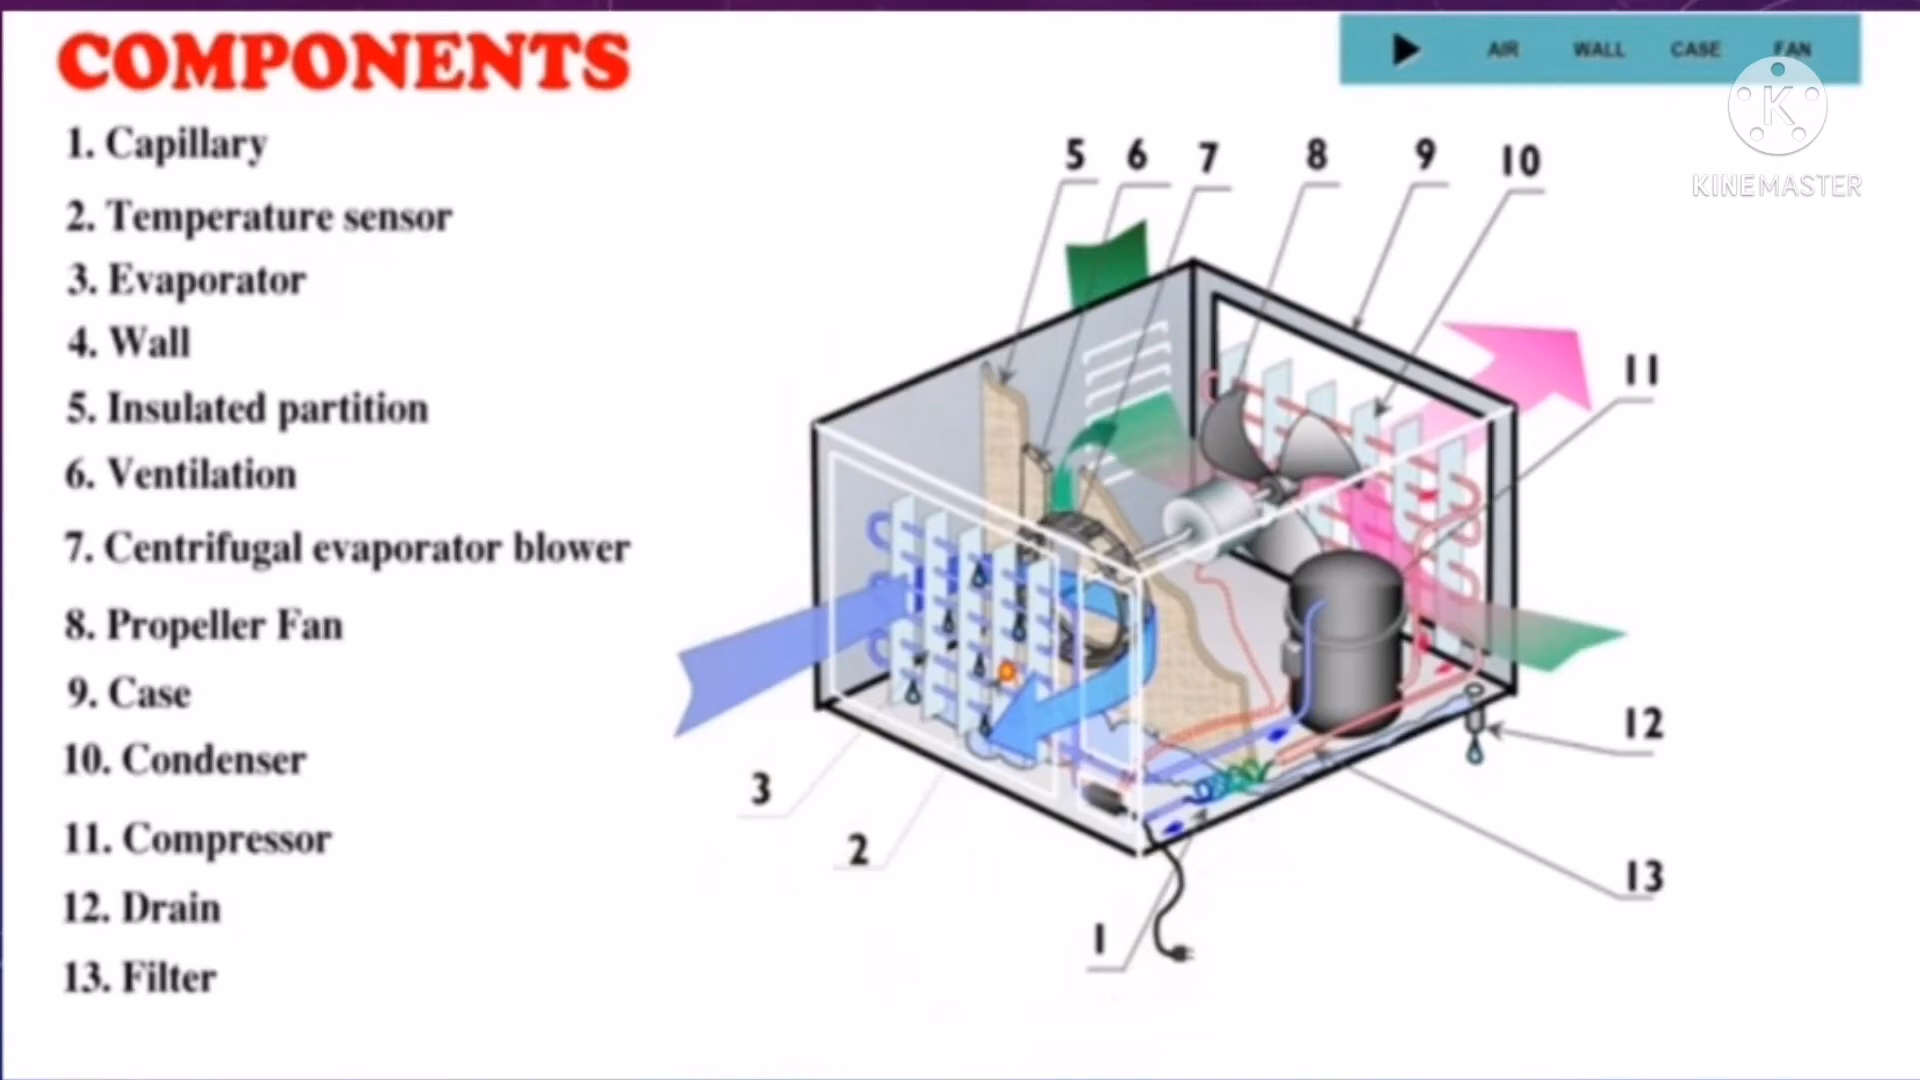 COMPONENTS
1. Capillary
2. Temperature sensor
3. Evaporator
4. Wall
5. Insulated partition
6. Ventilation
7. Centrifugal evaporator blower
8. Propeller Fan
9. Case
10. Condenser
11. Compressor
12. Drain
13. Filter
AIR WALL CASE FAN
K
KINEMASTER
5 6 7 8 9 10
11
12
13
3
2
1